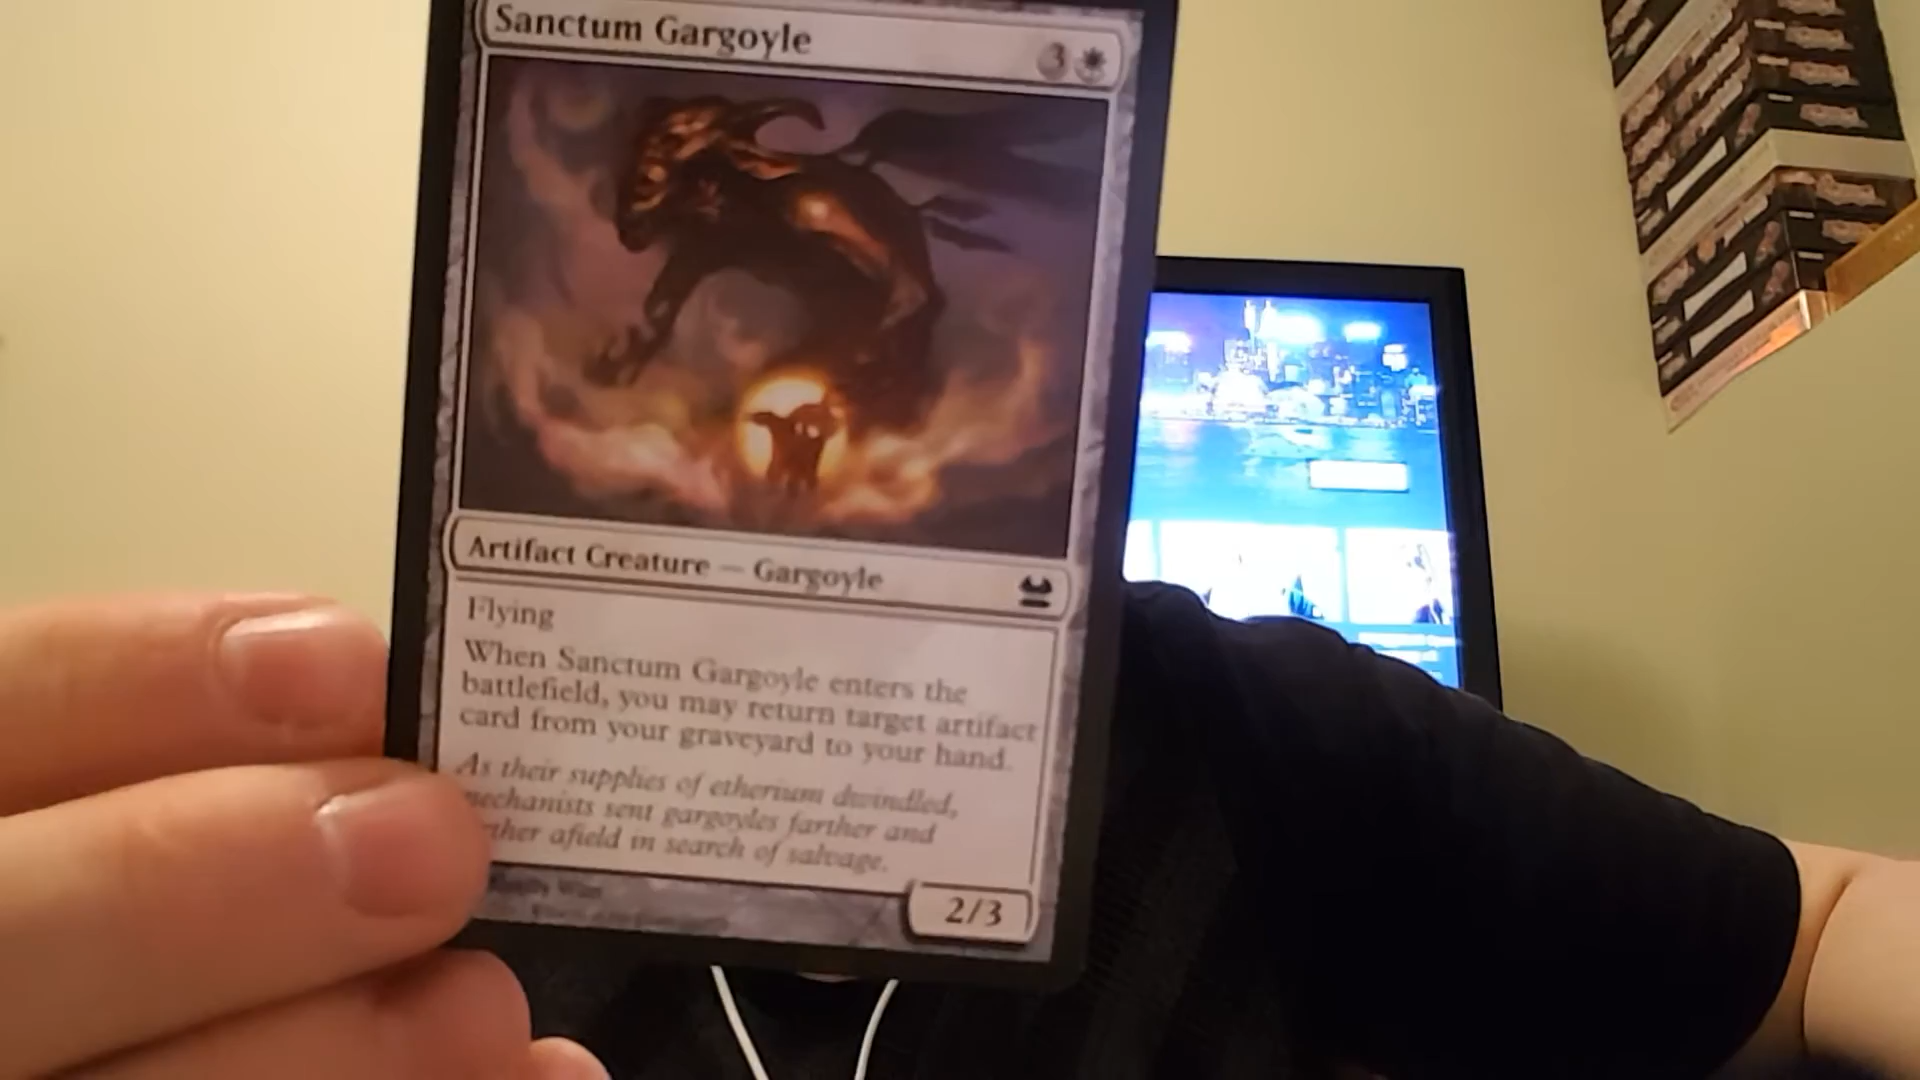 Sanctum Gargoyle
3
Artifact Creature — Gargoyle
Flying
When Sanctum Gargoyle enters the
battlefield, you may return target artifact
card from your graveyard to your hand.
As their supplies of etherium dwindled,
mechanists sent gargoyles farther and
ther afield in search of salvage.
2/3